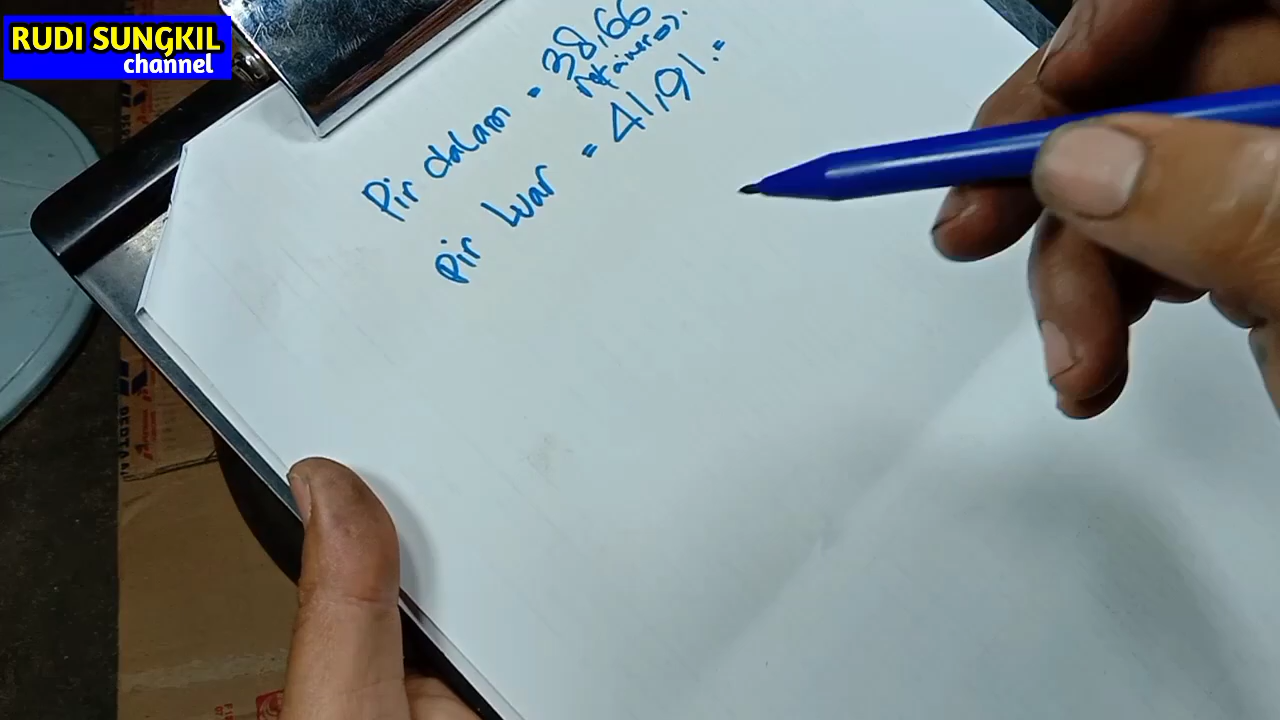 RUDI SUNGKIL
channel
Pir dalam = 38,66
Pir luar = 41,91.=